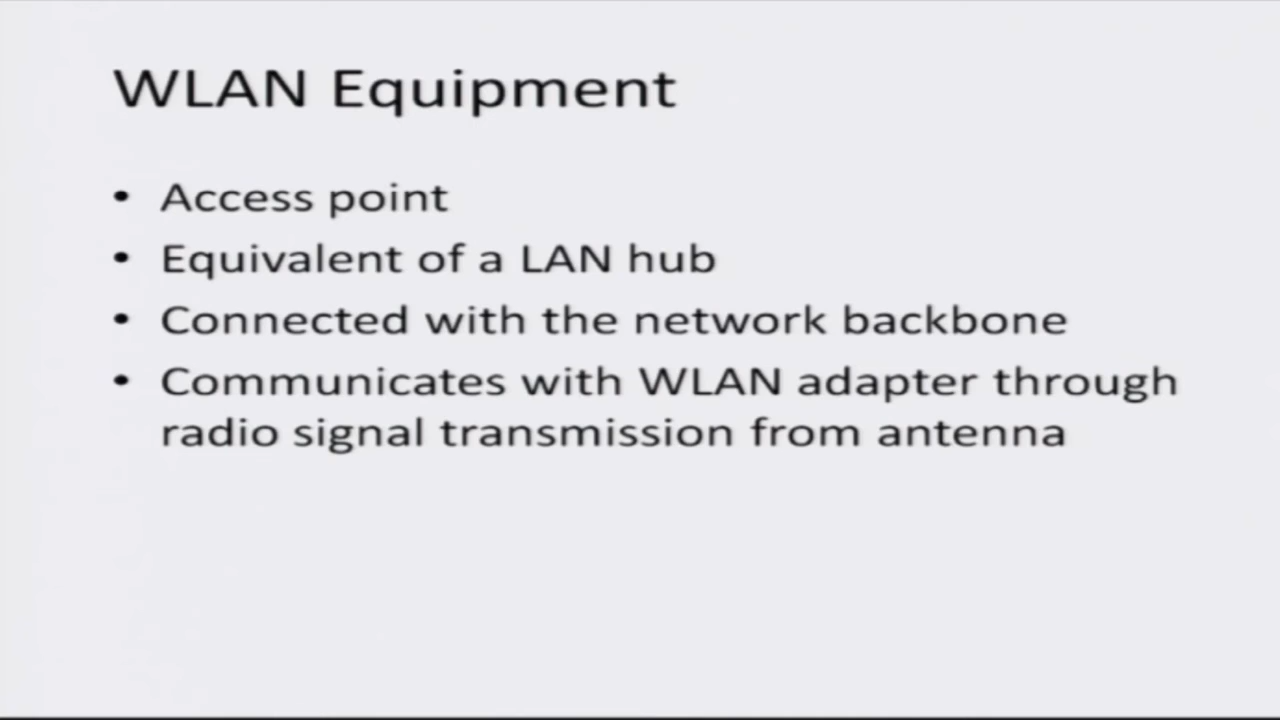 WLAN Equipment
• Access point
• Equivalent of a LAN hub
• Connected with the network backbone
• Communicates with WLAN adapter through
radio signal transmission from antenna